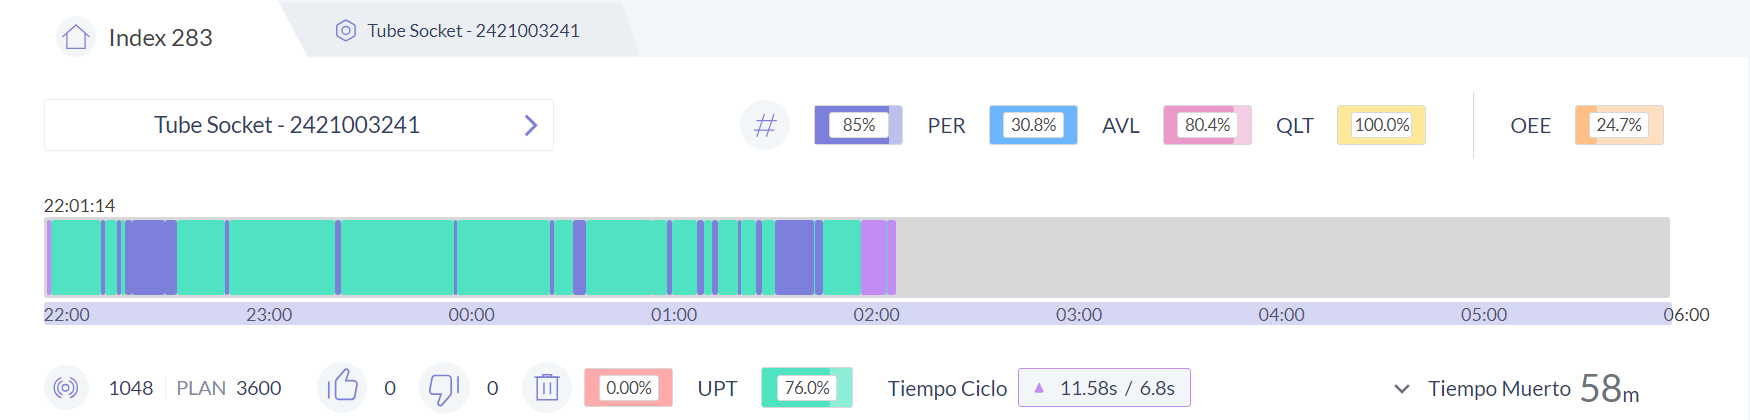 Index 283
Tube Socket - 2421003241
Tube Socket - 2421003241
85% PER 30.8% AVL 80.4% QLT 100.0% OEE 24.7%
22:01:14
22:00 23:00 00:00 01:00 02:00 03:00 04:00 05:00 06:00
1048 PLAN 3600 0 0 0.00% UPT 76.0% Tiempo Ciclo 11.58s / 6.8s Tiempo Muerto 58m